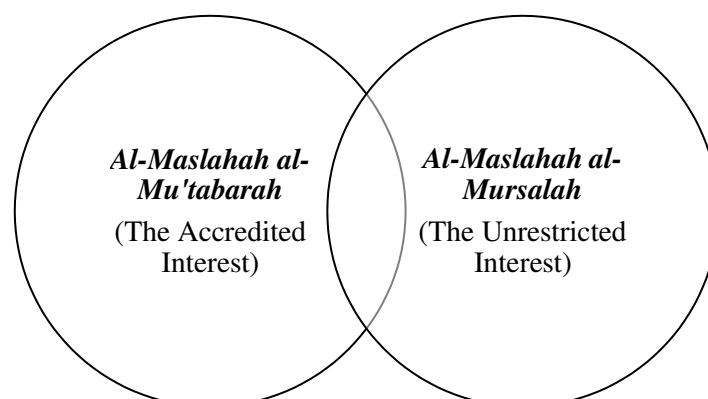 Al-Maslahah al-
Mu'tabarah
(The Accredited
Interest)
Al-Maslahah al-
Mursalah
(The Unrestricted
Interest)